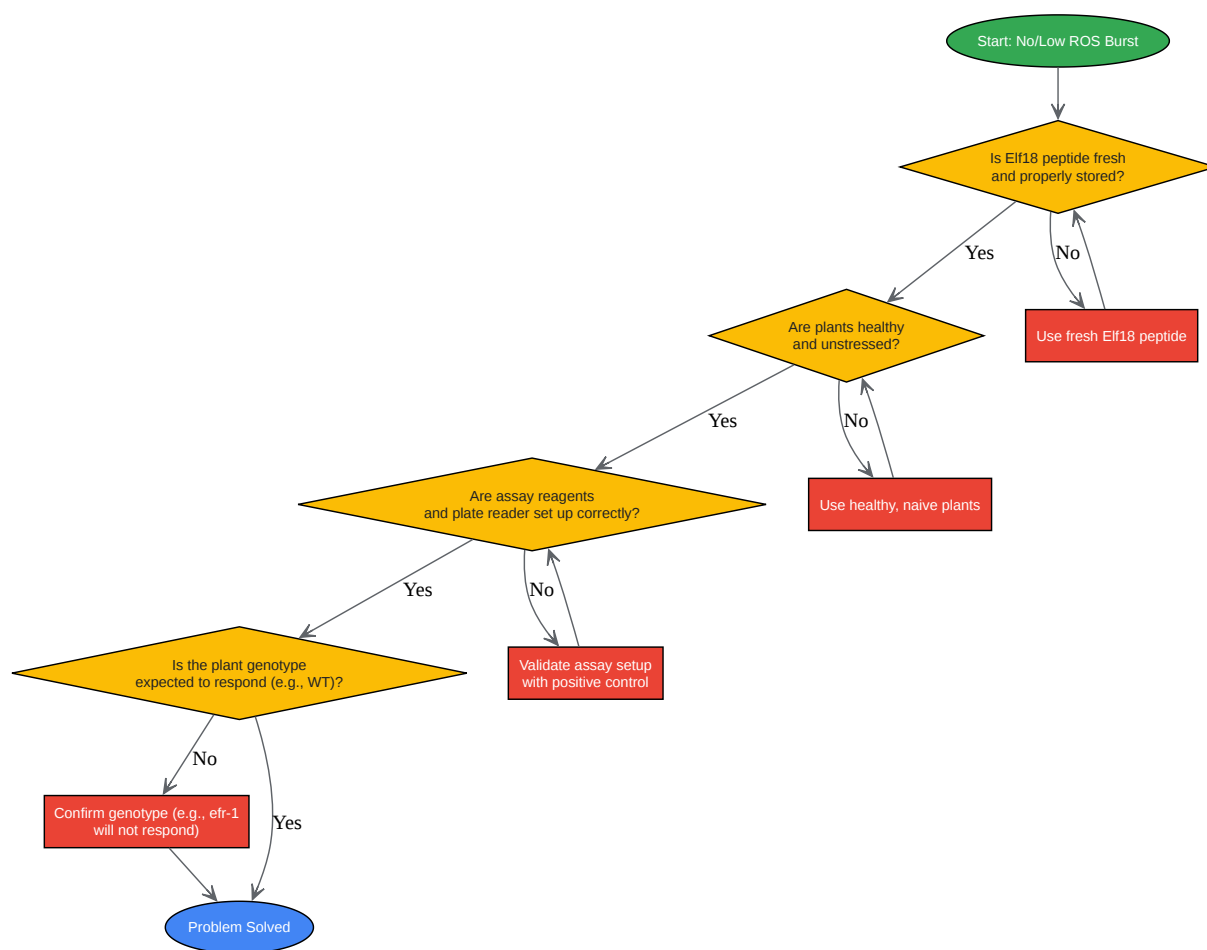 Start: No/Low ROS Burst
Is Elf18 peptide fresh
and properly stored?
Yes
No
Are plants healthy
and unstressed?
Use fresh Elf18 peptide
Yes
No
Are assay reagents
and plate reader set up correctly?
Use healthy, naive plants
Yes
No
Is the plant genotype
expected to respond (e.g., WT)?
Validate assay setup
with positive control
No
Yes
Confirm genotype (e.g., efr-1
will not respond)
Problem Solved